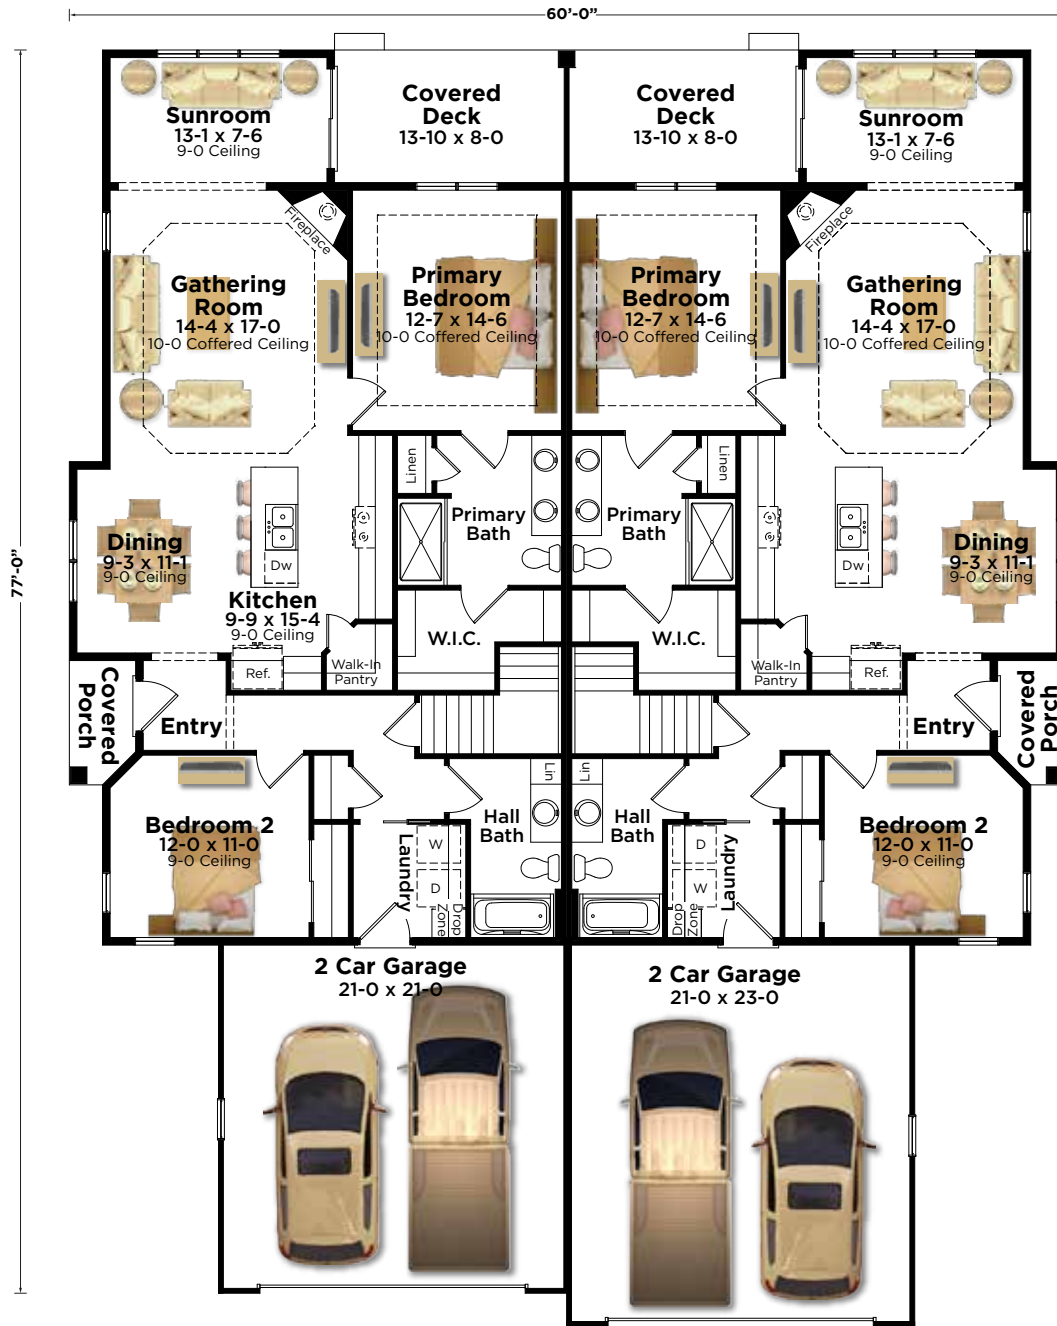 60'-0"
77'-0"
Sunroom
13-1 x 7-6
9-0 Ceiling
Covered
Deck
13-10 x 8-0
Covered
Deck
13-10 x 8-0
Sunroom
13-1 x 7-6
9-0 Ceiling
Fireplace
Fireplace
Gathering
Room
14-4 x 17-0
10-0 Coffered Ceiling
Primary
Bedroom
12-7 x 14-6
10-0 Coffered Ceiling
Primary
Bedroom
12-7 x 14-6
10-0 Coffered Ceiling
Gathering
Room
14-4 x 17-0
10-0 Coffered Ceiling
Linen
Linen
Primary
Bath
Primary
Bath
Dining
9-3 x 11-1
9-0 Ceiling
Dw
Dw
Dining
9-3 x 11-1
9-0 Ceiling
Kitchen
9-9 x 15-4
9-0 Ceiling
W.I.C.
W.I.C.
Ref.
Walk-In
Pantry
Walk-In
Pantry
Ref.
Covered
Porch
Entry
Entry
Covered
Porch
Lin
Lin
Bedroom 2
12-0 x 11-0
9-0 Ceiling
Hall
Bath
Hall
Bath
Bedroom 2
12-0 x 11-0
9-0 Ceiling
Laundry
W
D
Drop
Zone
D
W
Drop
Zone
Laundry
2 Car Garage
21-0 x 21-0
2 Car Garage
21-0 x 23-0